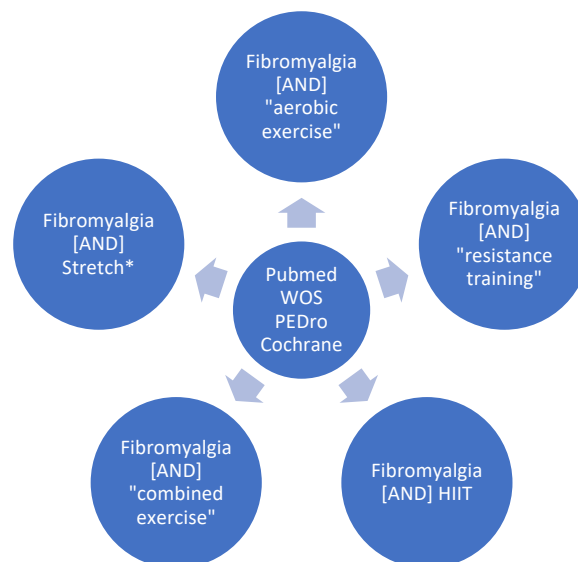 Fibromyalgia
[AND]
"aerobic
exercise"
Fibromyalgia
[AND]
Stretch*
Fibromyalgia
[AND]
"resistance
training"
Pubmed
WOS
PEDro
Cochrane
Fibromyalgia
[AND]
"combined
exercise"
Fibromyalgia
[AND] HIIT